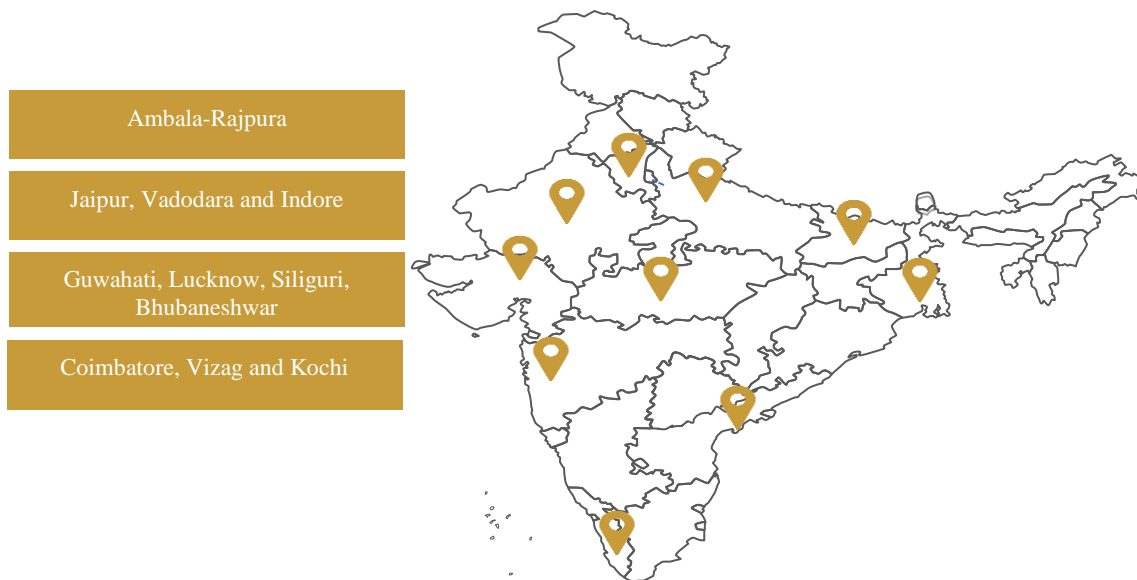 Ambala-Rajpura
Jaipur, Vadodara and Indore
Guwahati, Lucknow, Siliguri,
Bhubaneshwar
Coimbatore, Vizag and Kochi